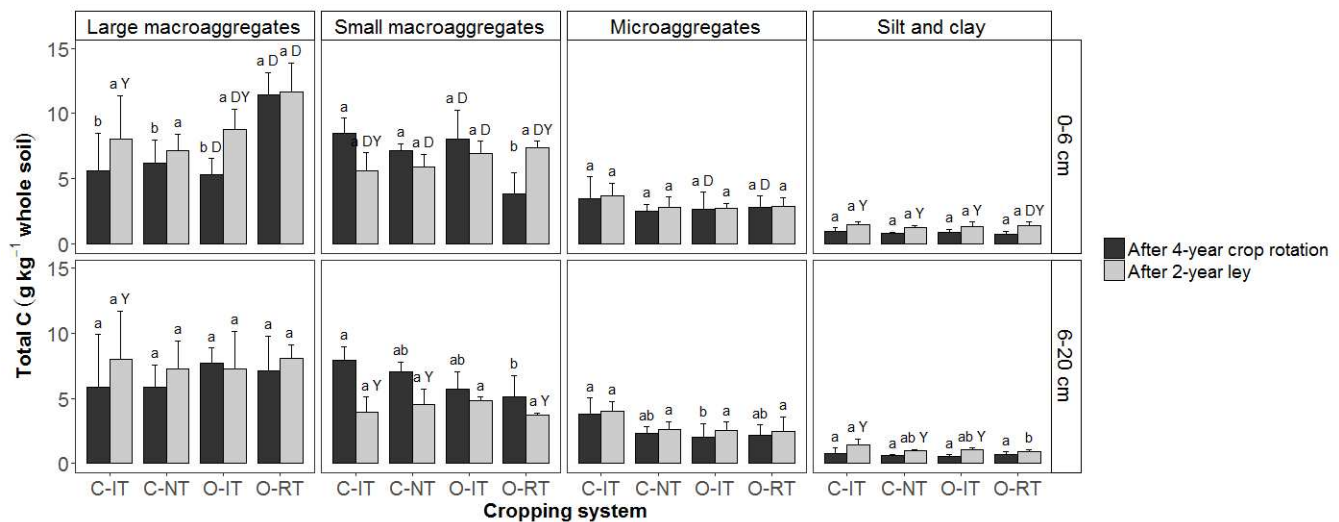 Large macroaggregates
Small macroaggregates
Microaggregates
Silt and clay
Total C (g kg⁻¹ whole soil)
15
10
5
0
b
a Y
b
a
b D
a DY
a D
a D
a
a DY
a
a D
a D
a D
b
a DY
a
a
a
a
a D
a
a D
a
a
a Y
a
a Y
a
a Y
a
a DY
0-6 cm
15
10
5
0
a
a Y
a
a
a
a
a
a
a
a Y
ab
a Y
ab
a
b
a Y
a
a
ab
a
b
a
ab
a
a
a Y
a
ab Y
a
ab Y
a
b
6-20 cm
C-IT C-NT O-IT O-RT
C-IT C-NT O-IT O-RT
C-IT C-NT O-IT O-RT
C-IT C-NT O-IT O-RT
Cropping system
After 4-year crop rotation
After 2-year ley